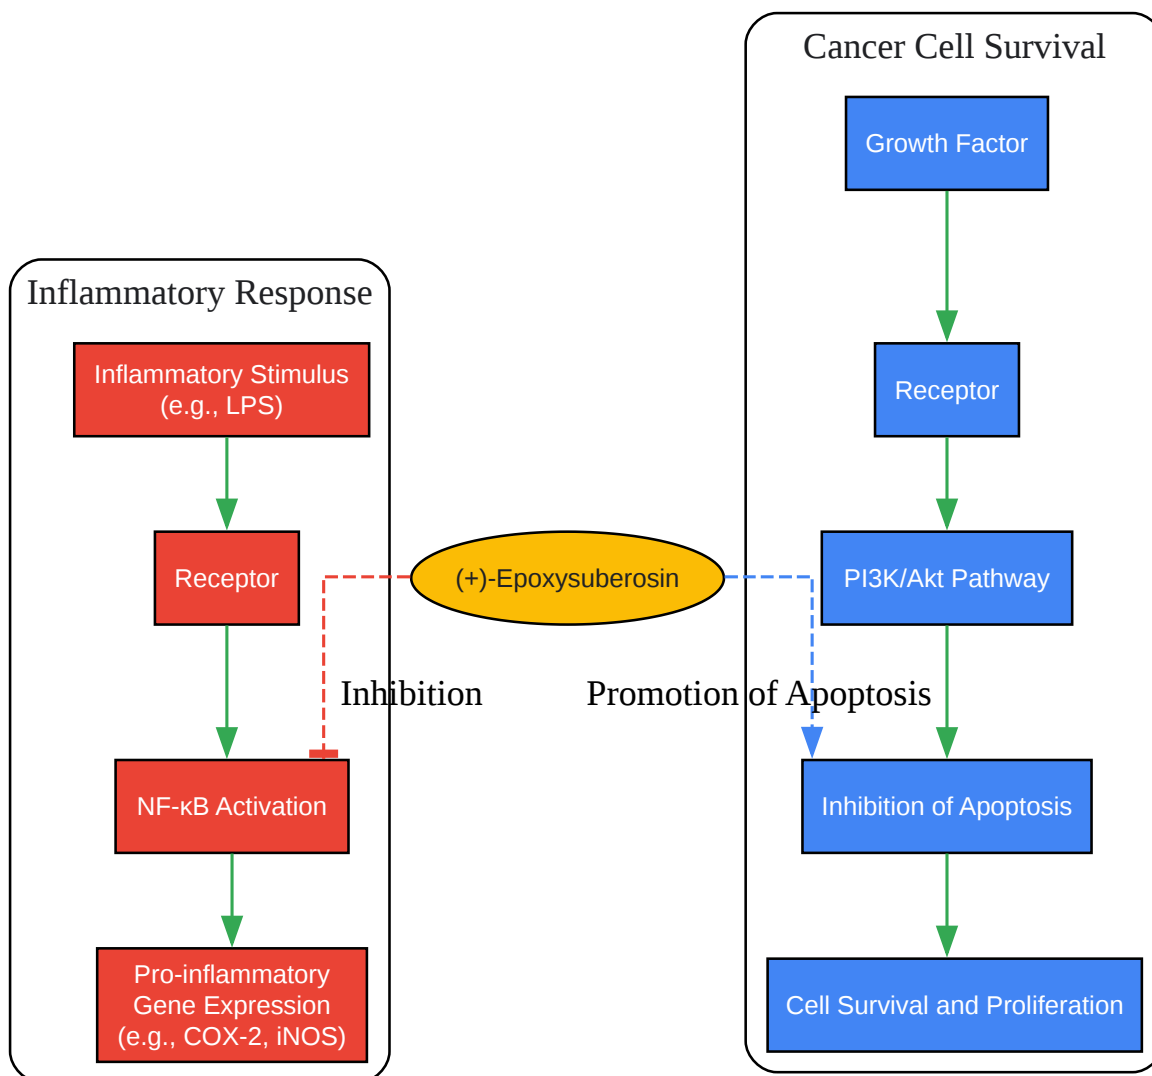 Inflammatory Response
Inflammatory Stimulus
(e.g., LPS)
Receptor
NF-κB Activation
Pro-inflammatory
Gene Expression
(e.g., COX-2, iNOS)
(+)-Epoxysuberosin
Inhibition
Promotion of Apoptosis
Cancer Cell Survival
Growth Factor
Receptor
PI3K/Akt Pathway
Inhibition of Apoptosis
Cell Survival and Proliferation